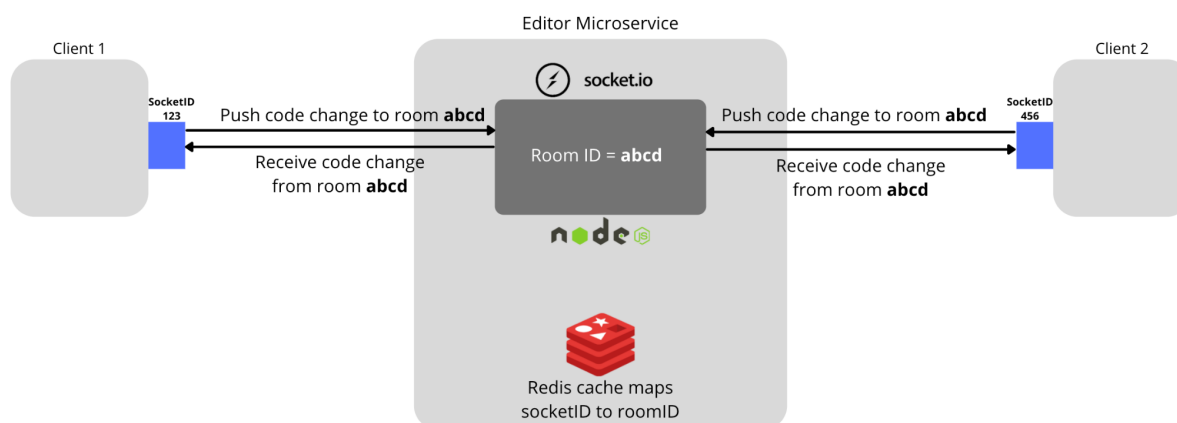 Editor Microservice
Client 1
Client 2
socket.io
SocketID
123
Push code change to room abcd
Receive code change
from room abcd
Room ID = abcd
SocketID
456
Push code change to room abcd
Receive code change
from room abcd
node
JS
Redis cache maps
socketID to roomID